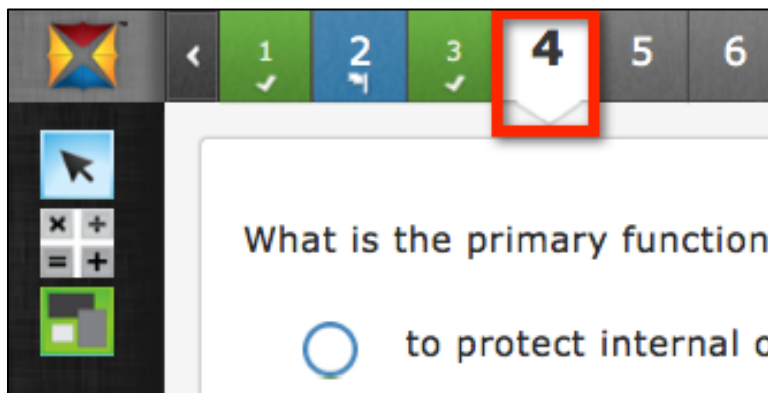 1 2 3 4 5 6
× ÷
= +
What is the primary function
to protect internal o